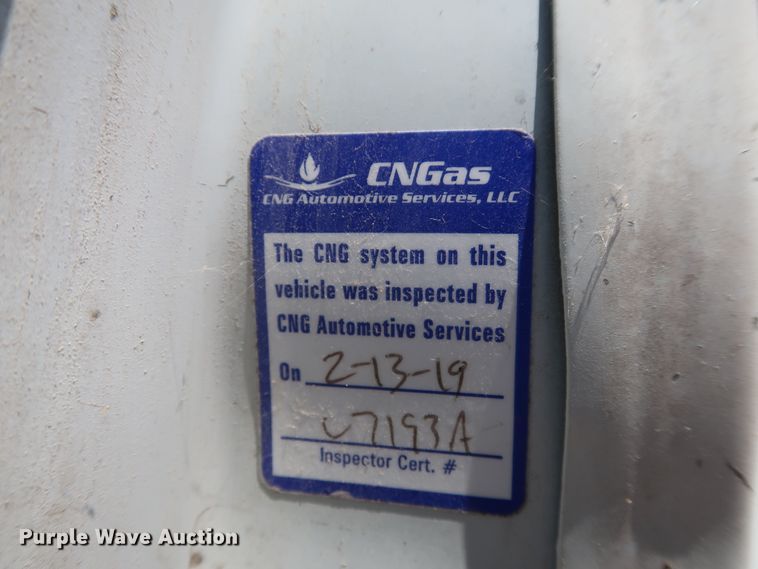 CNGas
CNG Automotive Services, LLC
The CNG system on this
vehicle was inspected by
CNG Automotive Services
On 2-13-19
U7193A
Inspector Cert. #
Purple Wave Auction